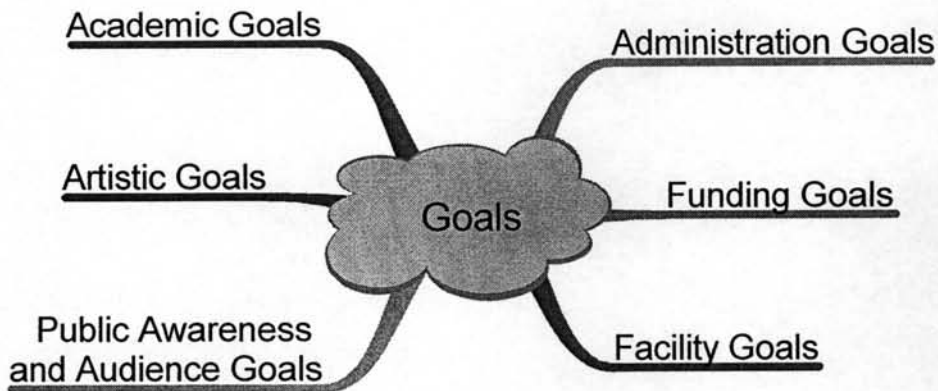 Academic Goals
Administration Goals
Artistic Goals
Goals
Funding Goals
Public Awareness
and Audience Goals
Facility Goals